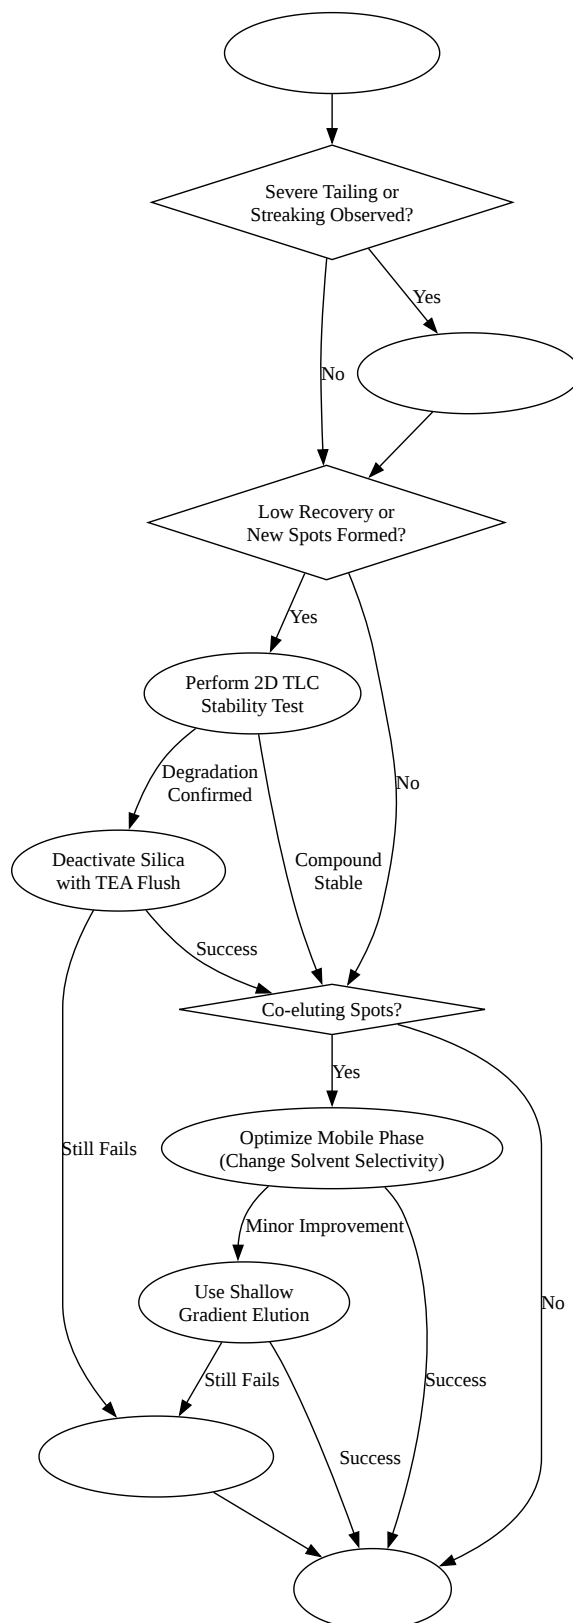 Severe Tailing or
Streaking Observed?
Yes
No
Low Recovery or
New Spots Formed?
Yes
Perform 2D TLC
Stability Test
No
Degradation
Confirmed
Compound
Stable
Deactivate Silica
with TEA Flush
Success
Co-eluting Spots?
Yes
Still Fails
Optimize Mobile Phase
(Change Solvent Selectivity)
Minor Improvement
Use Shallow
Gradient Elution
No
Still Fails
Success
Success